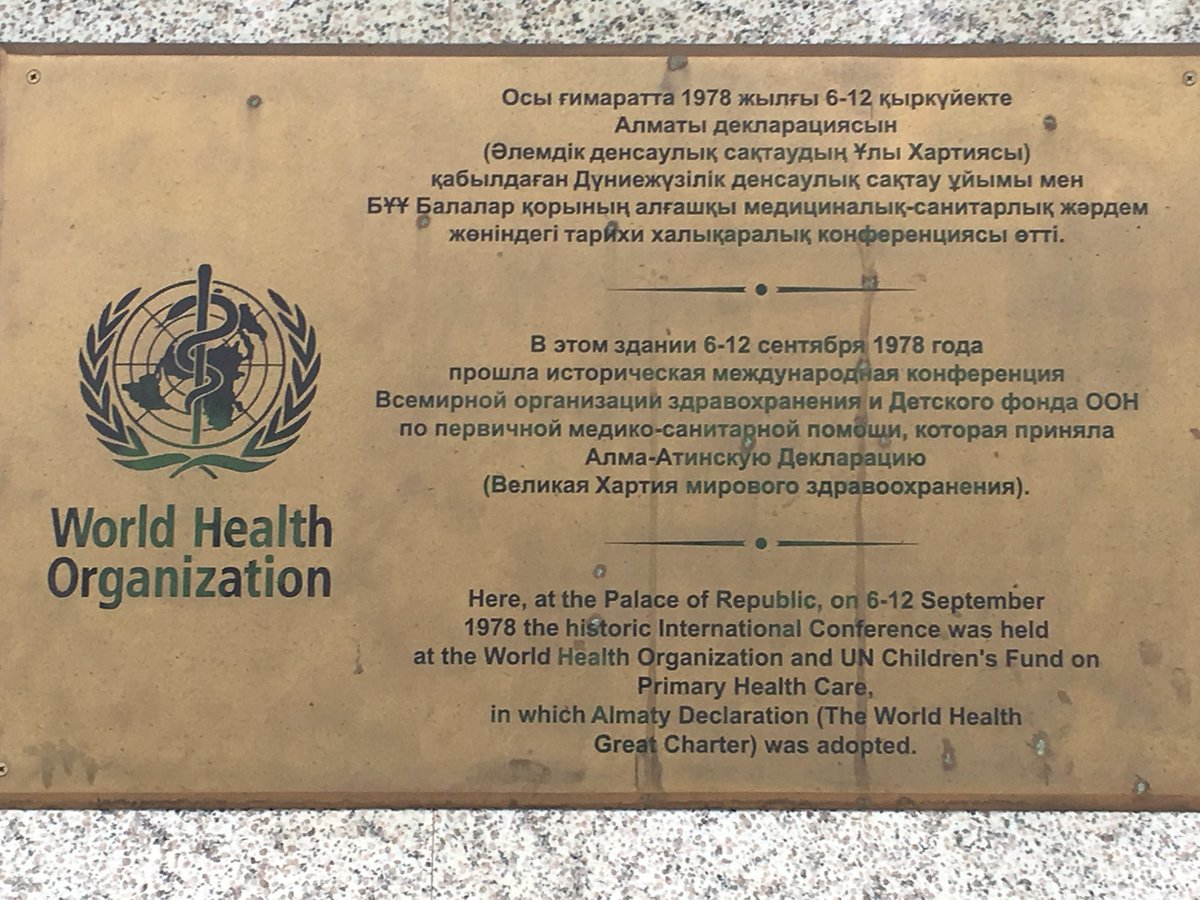 Осы ғимаратта 1978 жылғы 6-12 қыркүйекте
Алматы декларациясын
(Әлемдік денсаулық сақтаудың Ұлы Хартиясы)
қабылдаған Дүниежүзілік денсаулық сақтау ұйымы мен
БҰҰ Балалар қорының алғашқы медициналық-санитарлық жәрдем
жөніндегі тарихи халықаралық конференциясы өтті.
В этом здании 6-12 сентября 1978 года
прошла историческая международная конференция
Всемирной организации здравохранения и Детского фонда ООН
по первичной медико-санитарной помощи, которая приняла
Алма-Атинскую Декларацию
(Великая Хартия мирового здравоохранения).
World Health
Organization
Here, at the Palace of Republic, on 6-12 September
1978 the historic International Conference was held
at the World Health Organization and UN Children's Fund on
Primary Health Care,
in which Almaty Declaration (The World Health
Great Charter) was adopted.